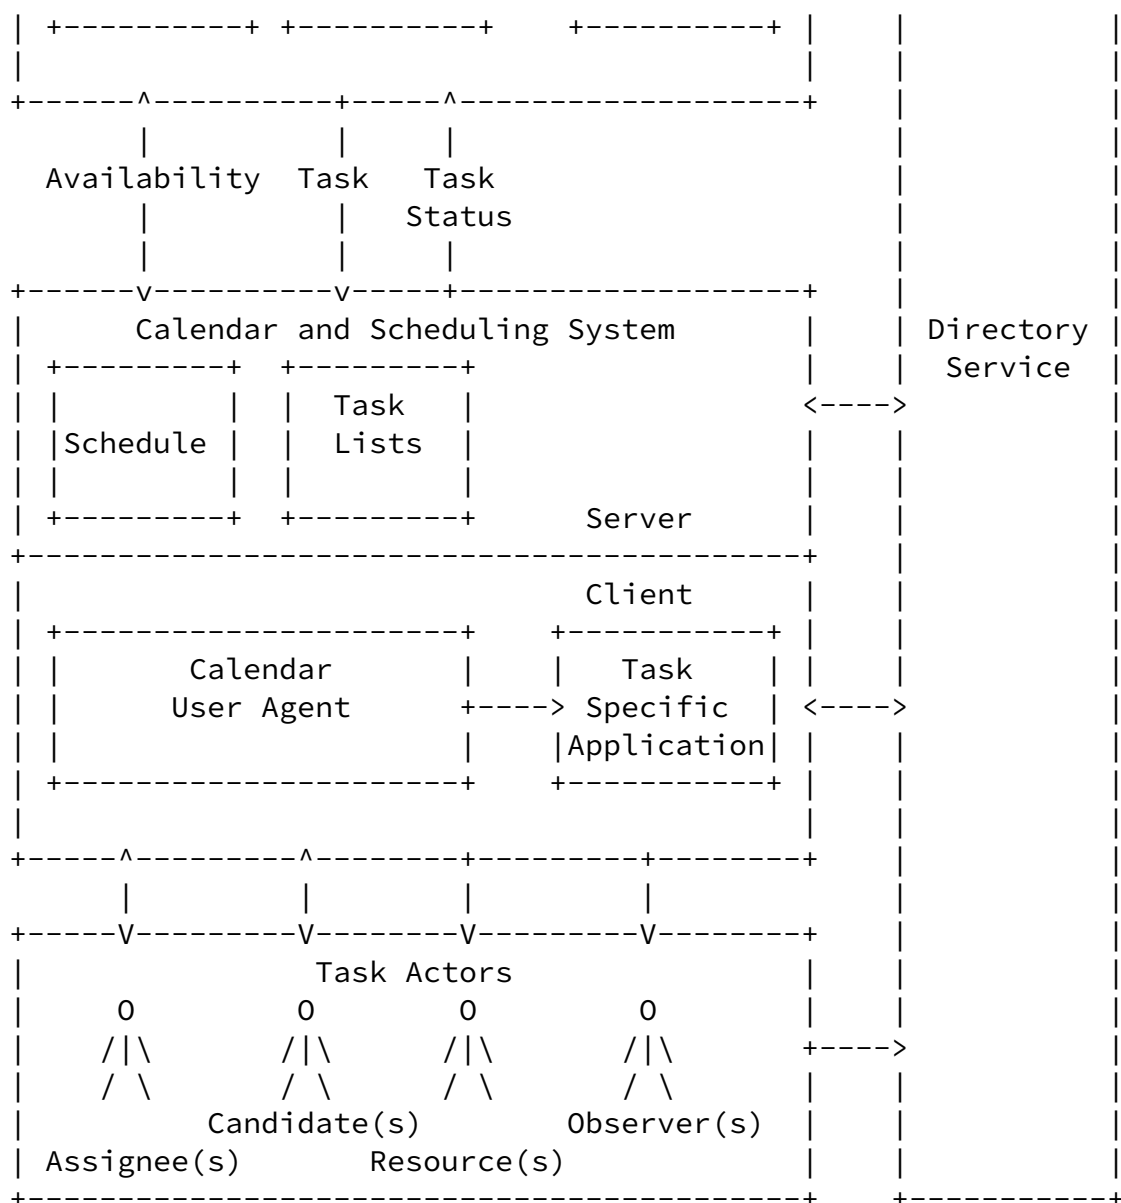 Availability Task Task
Status
Calendar and Scheduling System Directory
Service
Task
Schedule Lists
Server
Client
Calendar Task
User Agent Specific
Application
Task Actors
Candidate(s) Observer(s)
Assignee(s) Resource(s)